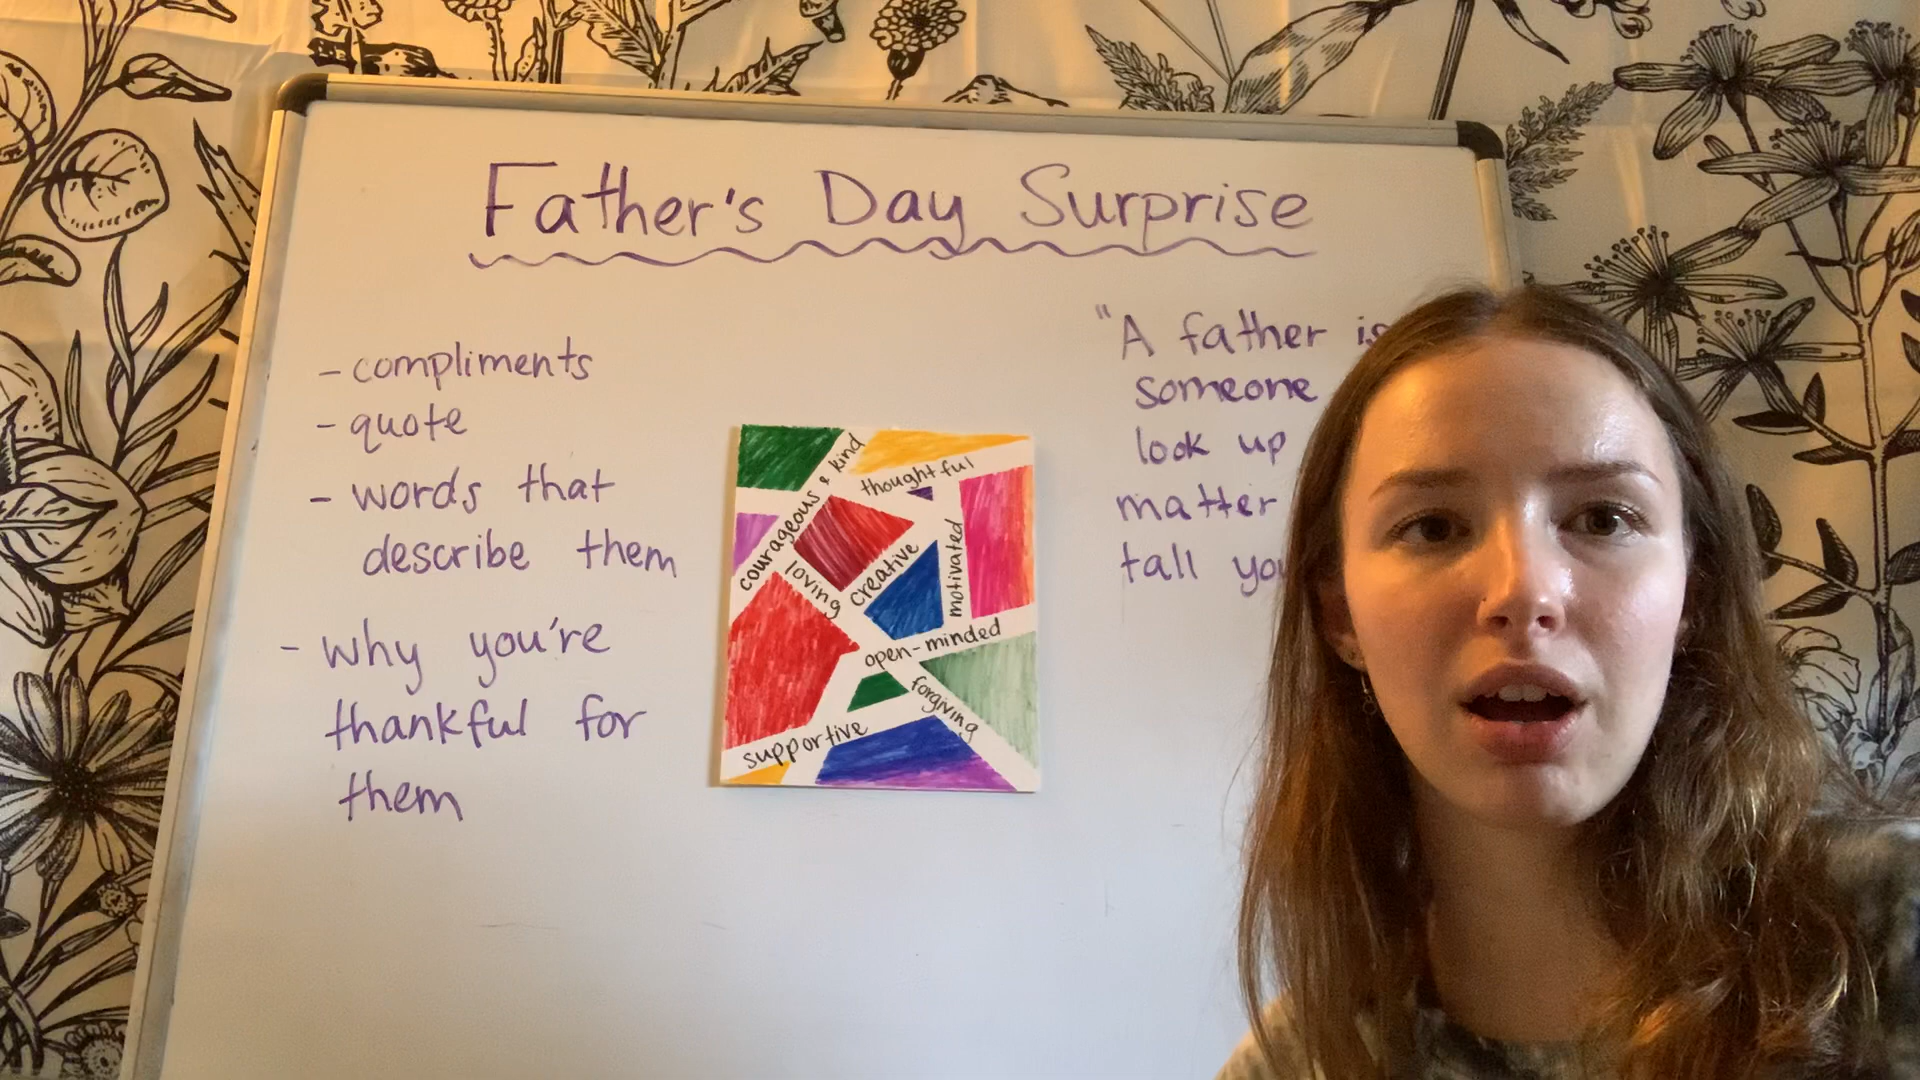 Father's Day Surprise
- compliments
- quote
- words that
describe them
- why you're
thankful for
them
courageous & kind
thoughtful
loving
creative
motivated
open-minded
forgiving
supportive
"A father is
someone
look up
matter
tall